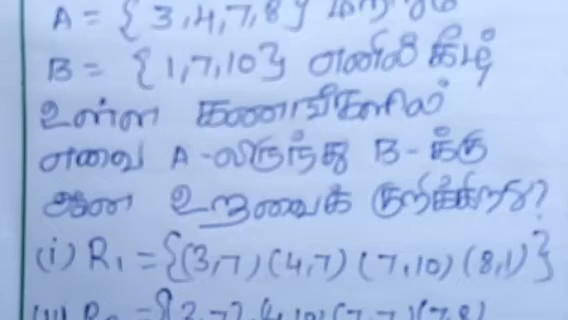 A = {3,4,7,8} மற்றும்
B = {1,7,10} எனில் கீழ்
உள்ள கணங்களில்
எவை A-லிருந்து B-க்கு
ஆன உறவைக் குறிக்கிறது?
(i) R₁ = {(3,7) (4,7) (7,10) (8,1)}